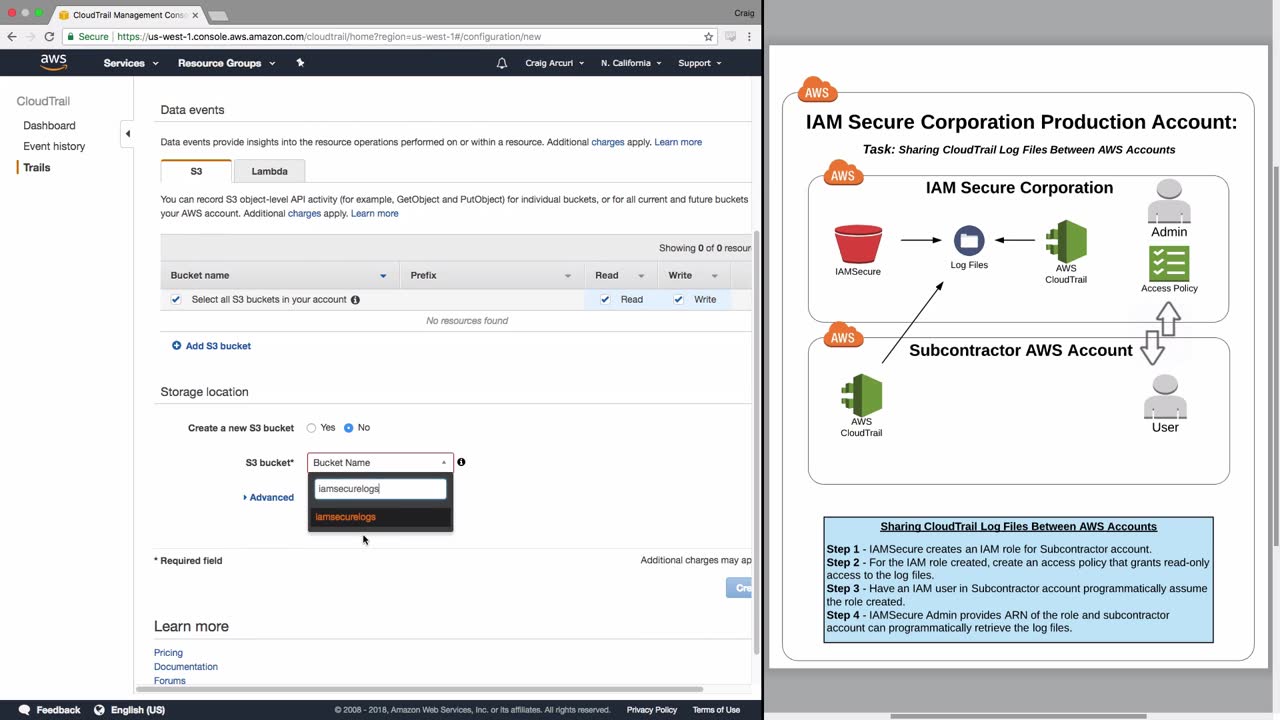 CloudTrail Management Cons
Craig
Secure
https://us-west-1.console.aws.amazon.com/cloudtrail/home?region=us-west-1#/configuration/new
aws
Services
Resource Groups
Craig Arcuri
N. California
Support
CloudTrail
Dashboard
Event history
Trails
Data events
Data events provide insights into the resource operations performed on or within a resource. Additional charges apply. Learn more
S3
Lambda
You can record S3 object-level API activity (for example, GetObject and PutObject) for individual buckets, or for all current and future buckets
your AWS account. Additional charges apply. Learn more
Showing 0 of 0 resour
Bucket name
Prefix
Read
Write
Select all S3 buckets in your account
Read
Write
No resources found
Add S3 bucket
Storage location
Create a new S3 bucket
Yes
No
S3 bucket*
Bucket Name
iamsecurelogs
iamsecurelogs
Advanced
* Required field
Additional charges may ap
Cre
Learn more
Pricing
Documentation
Forums
Feedback
English (US)
© 2008 - 2018, Amazon Web Services, Inc. or its affiliates. All rights reserved.
Privacy Policy
Terms of Use
AWS
IAM Secure Corporation Production Account:
Task: Sharing CloudTrail Log Files Between AWS Accounts
AWS
IAM Secure Corporation
IAMSecure
Log Files
AWS
CloudTrail
Admin
Access Policy
AWS
Subcontractor AWS Account
AWS
CloudTrail
User
Sharing CloudTrail Log Files Between AWS Accounts
Step 1 - IAMSecure creates an IAM role for Subcontractor account.
Step 2 - For the IAM role created, create an access policy that grants read-only
access to the log files.
Step 3 - Have an IAM user in Subcontractor account programmatically assume
the role created.
Step 4 - IAMSecure Admin provides ARN of the role and subcontractor
account can programmatically retrieve the log files.